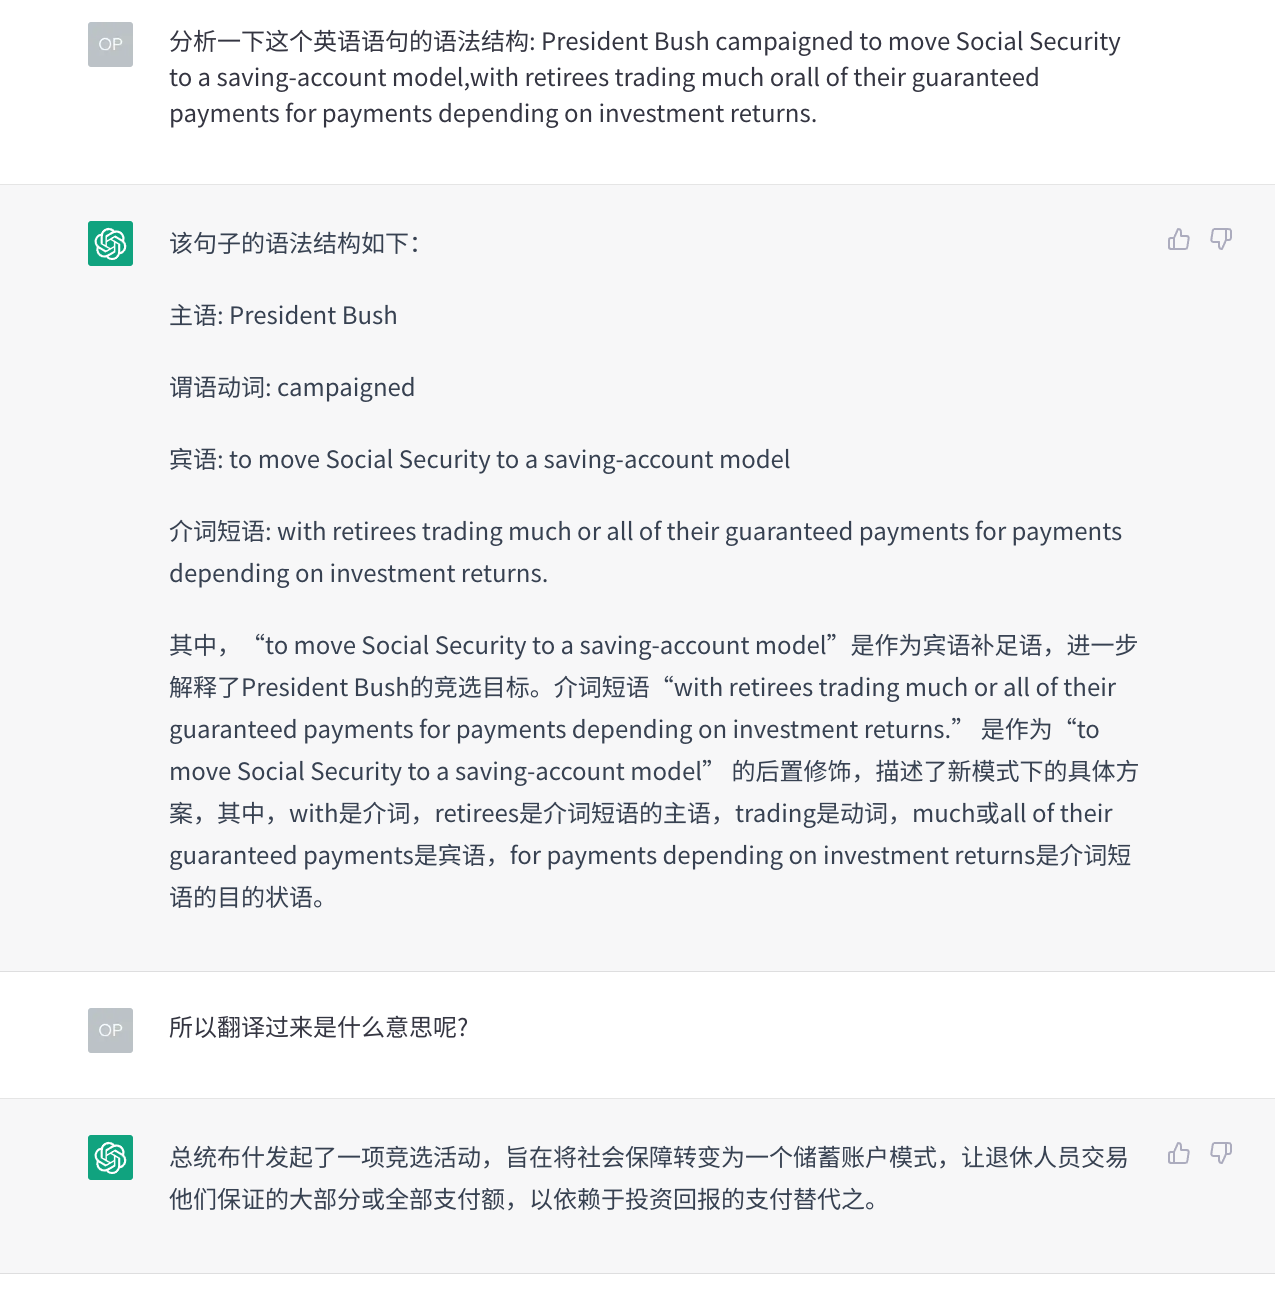 OP
分析一下这个英语语句的语法结构: President Bush campaigned to move Social Security
to a saving-account model,with retirees trading much orall of their guaranteed
payments for payments depending on investment returns.
该句子的语法结构如下：
主语: President Bush
谓语动词: campaigned
宾语: to move Social Security to a saving-account model
介词短语: with retirees trading much or all of their guaranteed payments for payments
depending on investment returns.
其中，“to move Social Security to a saving-account model”是作为宾语补足语，进一步
解释了President Bush的竞选目标。介词短语“with retirees trading much or all of their
guaranteed payments for payments depending on investment returns.” 是作为“to
move Social Security to a saving-account model” 的后置修饰，描述了新模式下的具体方
案，其中，with是介词，retirees是介词短语的主语，trading是动词，much或all of their
guaranteed payments是宾语，for payments depending on investment returns是介词短
语的目的状语。
OP
所以翻译过来是什么意思呢?
总统布什发起了一项竞选活动，旨在将社会保障转变为一个储蓄账户模式，让退休人员交易
他们保证的大部分或全部支付额，以依赖于投资回报的支付替代之。